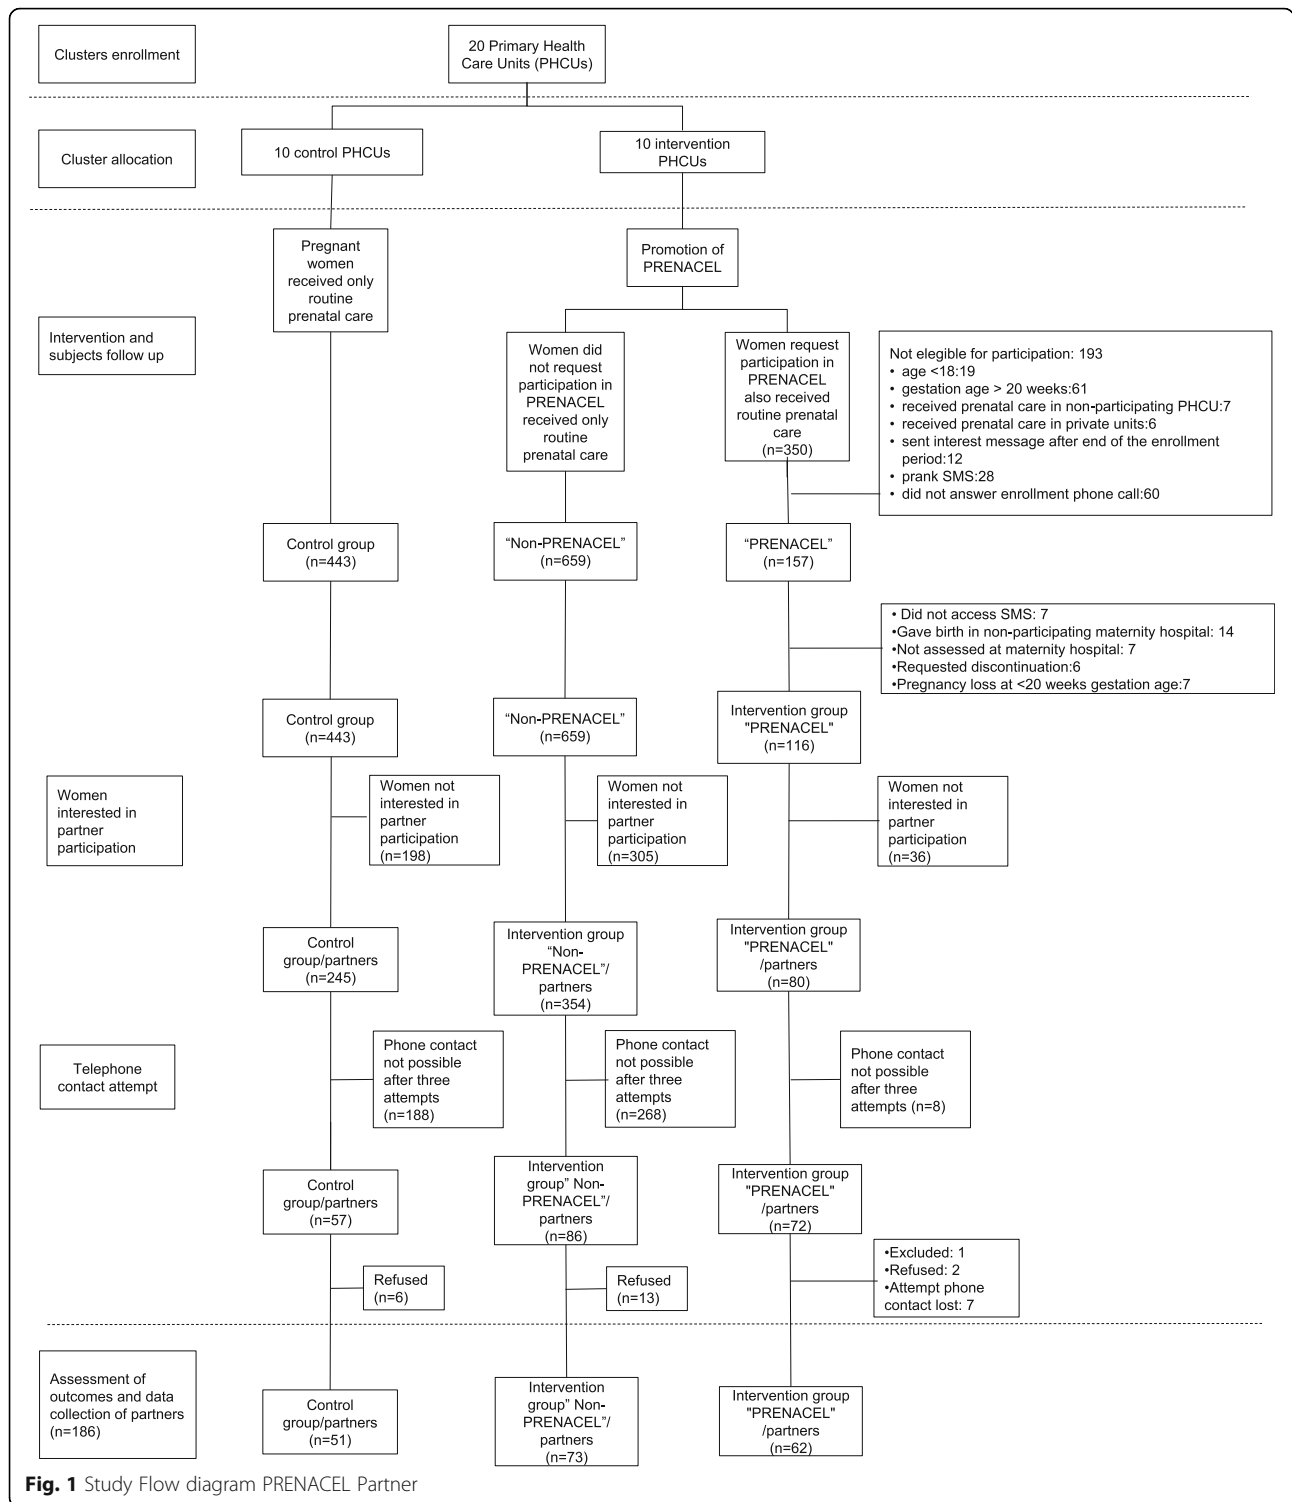 Clusters enrollment
20 Primary Health
Care Units (PHCUs)
Cluster allocation
10 control PHCUs
10 intervention
PHCUs
Intervention and
subjects follow up
Pregnant
women
received only
routine
prenatal care
Promotion of
PRENACEL
Women did
not request
participation in
PRENACEL
received only
routine
prenatal care
Women request
participation in
PRENACEL
also received
routine prenatal
care
(n=350)
Not elegible for participation: 193
• age <18:19
• gestation age > 20 weeks:61
• received prenatal care in non-participating PHCU:7
• received prenatal care in private units:6
• sent interest message after end of the enrollment
period:12
• prank SMS:28
• did not answer enrollment phone call:60
Control group
(n=443)
“Non-PRENACEL”
(n=659)
“PRENACEL”
(n=157)
• Did not access SMS: 7
•Gave birth in non-participating maternity hospital: 14
•Not assessed at maternity hospital: 7
•Requested discontinuation:6
•Pregnancy loss at <20 weeks gestation age:7
Control group
(n=443)
“Non-PRENACEL”
(n=659)
Intervention group
"PRENACEL"
(n=116)
Women
interested in
partner
participation
Women not
interested in
partner
participation
(n=198)
Women not
interested in
partner
participation
(n=305)
Women not
interested in
partner
participation
(n=36)
Control
group/partners
(n=245)
Intervention group
“Non-
PRENACEL”/
partners
(n=354)
Intervention group
"PRENACEL"
/partners
(n=80)
Telephone
contact attempt
Phone contact
not possible
after three
attempts
(n=188)
Phone contact
not possible
after three
attempts
(n=268)
Phone contact
not possible
after three
attempts (n=8)
Control
group/partners
(n=57)
Intervention
group” Non-
PRENACEL”/
partners
(n=86)
Intervention group
"PRENACEL"
/partners
(n=72)
Refused
(n=6)
Refused
(n=13)
•Excluded: 1
•Refused: 2
•Attempt phone
contact lost: 7
Assessment of
outcomes and data
collection of partners
(n=186)
Control
group/partners
(n=51)
Intervention
group” Non-
PRENACEL”/
partners
(n=73)
Intervention group
"PRENACEL"
/partners
(n=62)
Fig. 1 Study Flow diagram PRENACEL Partner